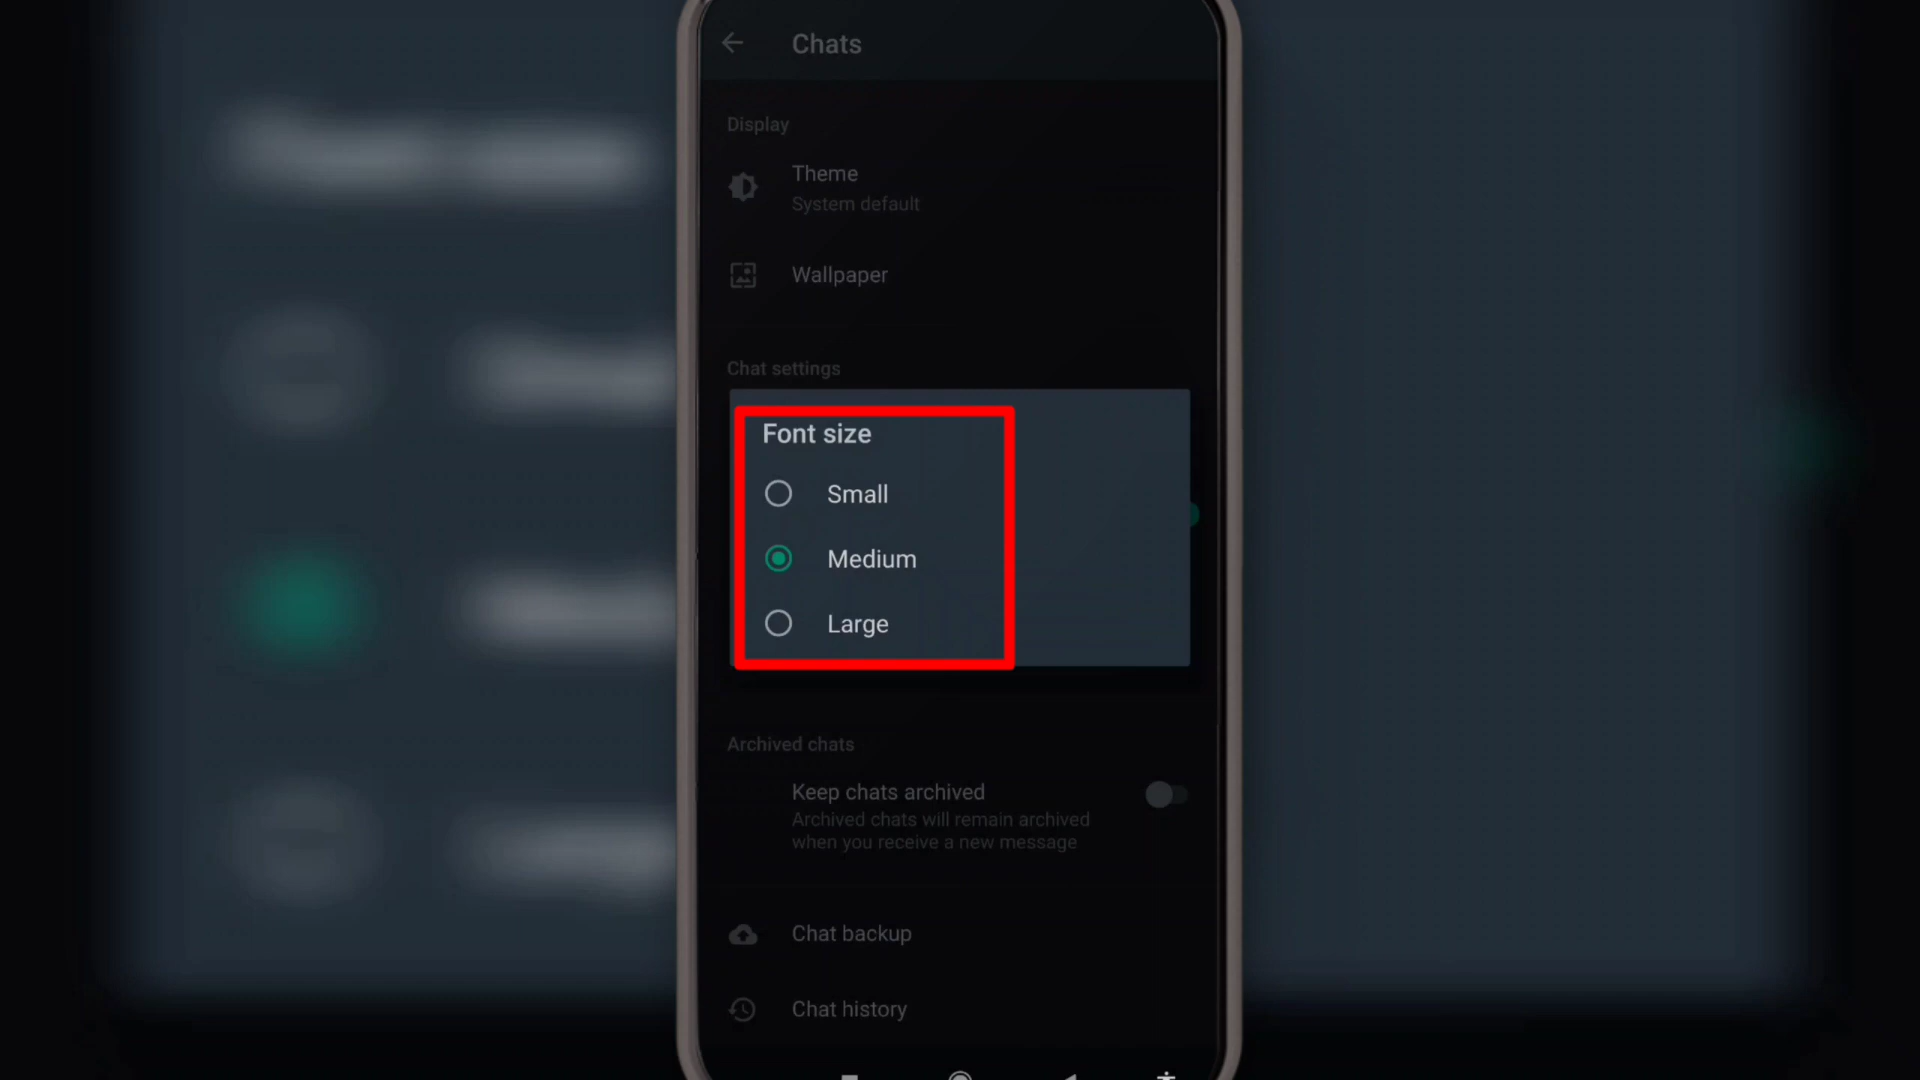 Chats
Display
Theme
System default
Wallpaper
Chat settings
Font size
Small
Medium
Large
Archived chats
Keep chats archived
Archived chats will remain archived
when you receive a new message
Chat backup
Chat history